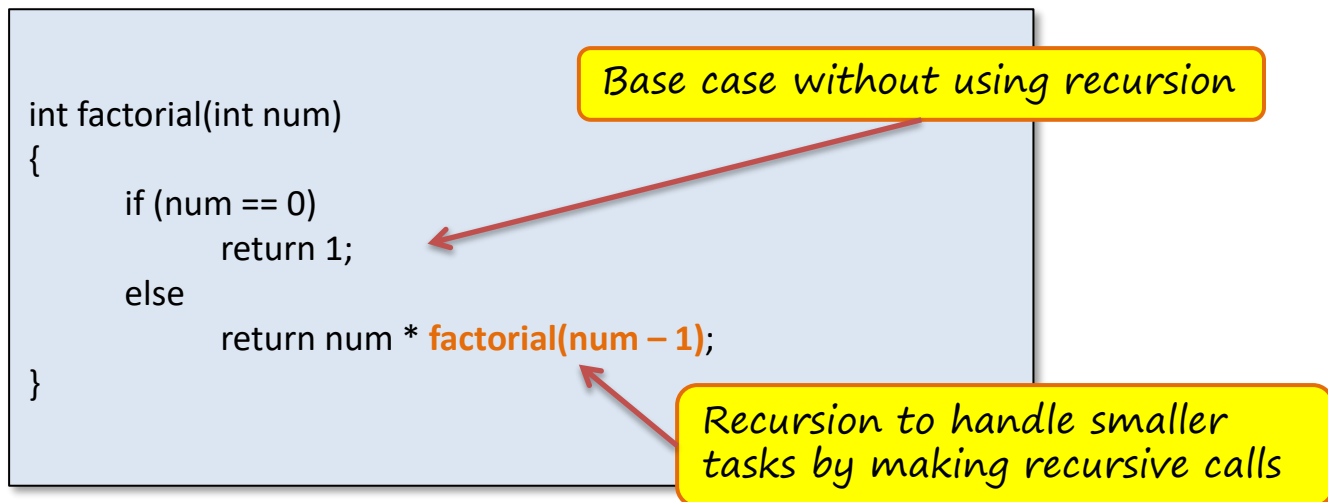 Base case without using recursion
int factorial(int num)
{
if (num == 0)
return 1;
else
return num * factorial(num – 1);
}
Recursion to handle smaller
tasks by making recursive calls